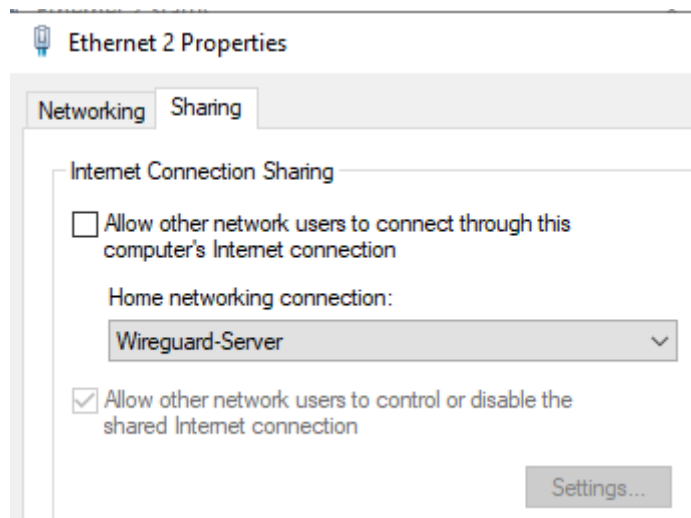 Ethernet 2 Properties
Networking
Sharing
Internet Connection Sharing
Allow other network users to connect through this
computer's Internet connection
Home networking connection:
Wireguard-Server
Allow other network users to control or disable the
shared Internet connection
Settings...